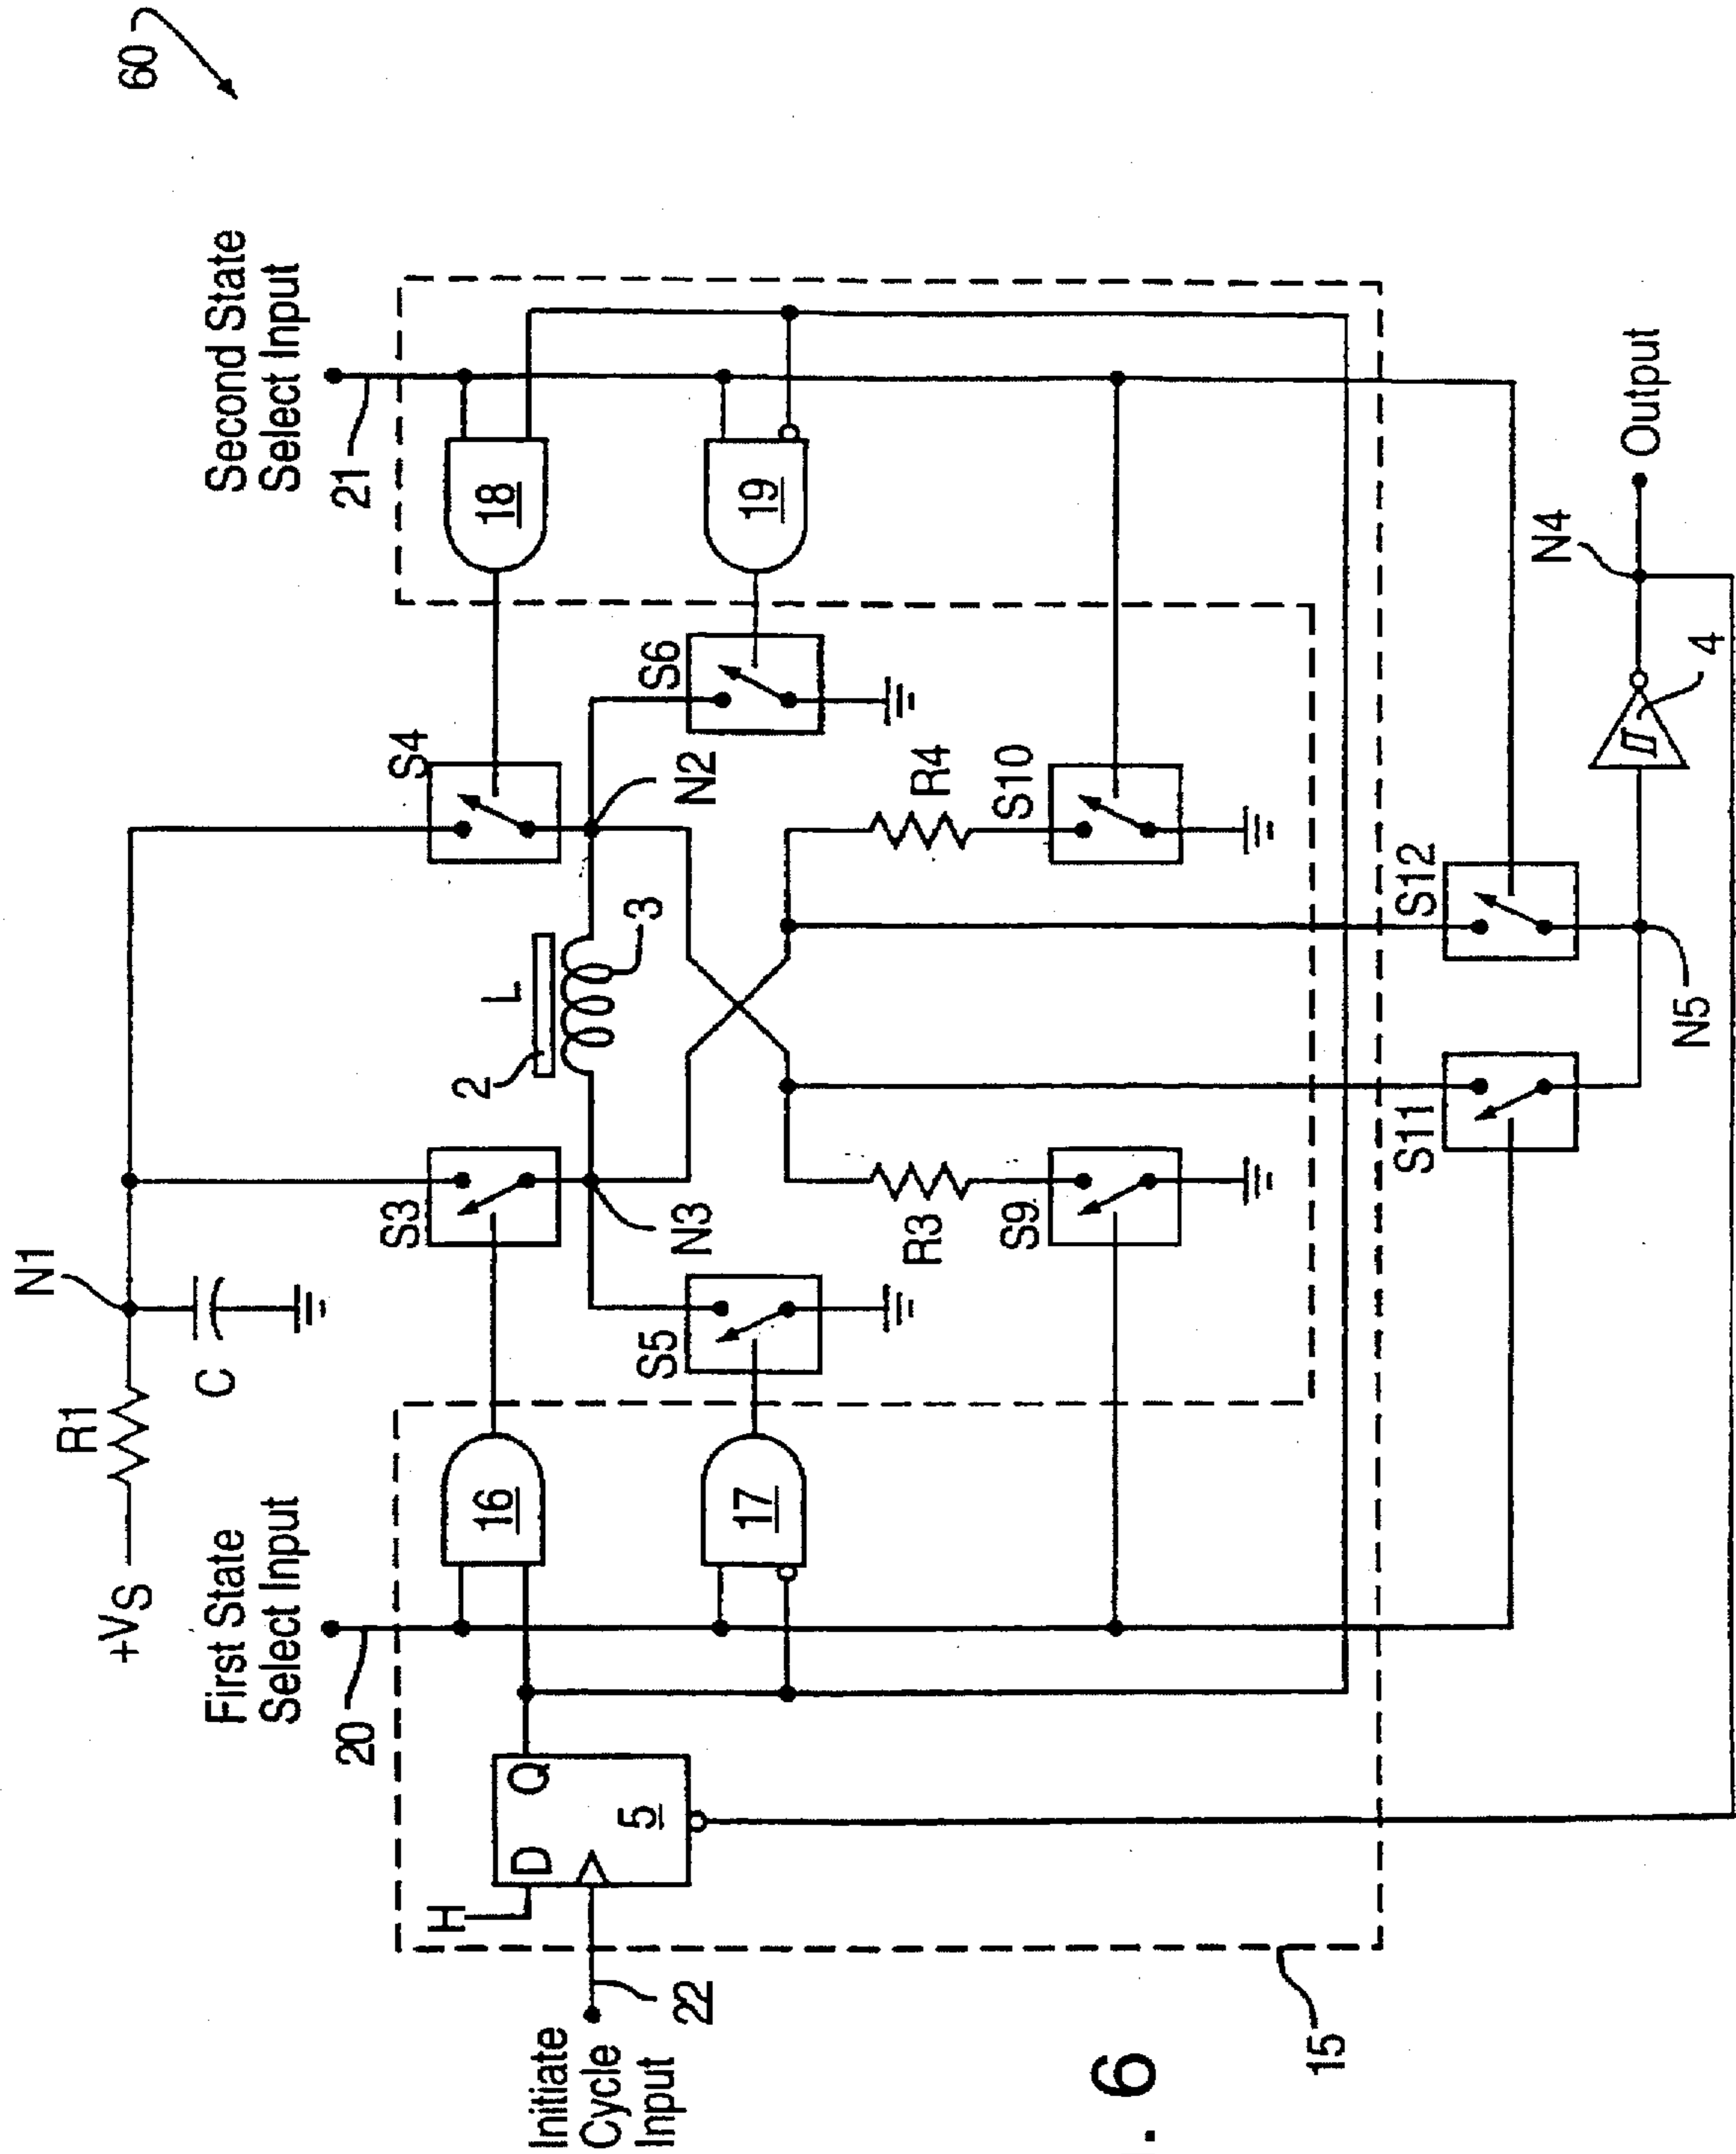 60
N1
R1
+VS
C
First State
Select Input
20
Second State
Select Input
21
S3
S4
16
18
H
D
Q
5
2
L
3
N3
N2
S5
S6
17
19
Initiate
Cycle
Input
22
R3
R4
S9
S10
15
S11
S12
N5
4
N4
Output
. 6